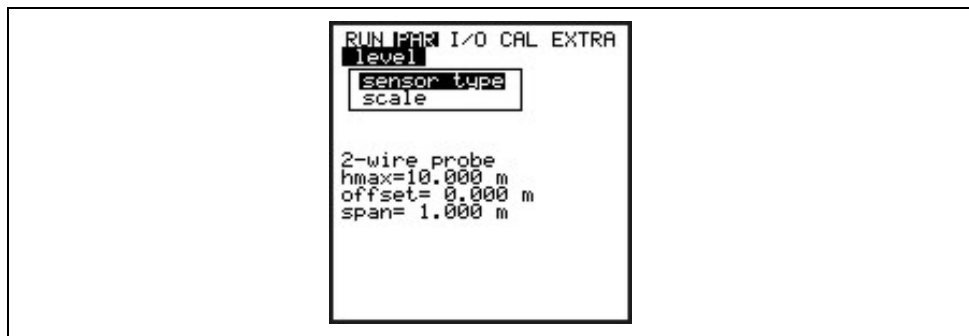 RUN PAR I/O CAL EXTRA
level
sensor type
scale
2-wire probe
hmax=10.000 m
offset= 0.000 m
span= 1.000 m